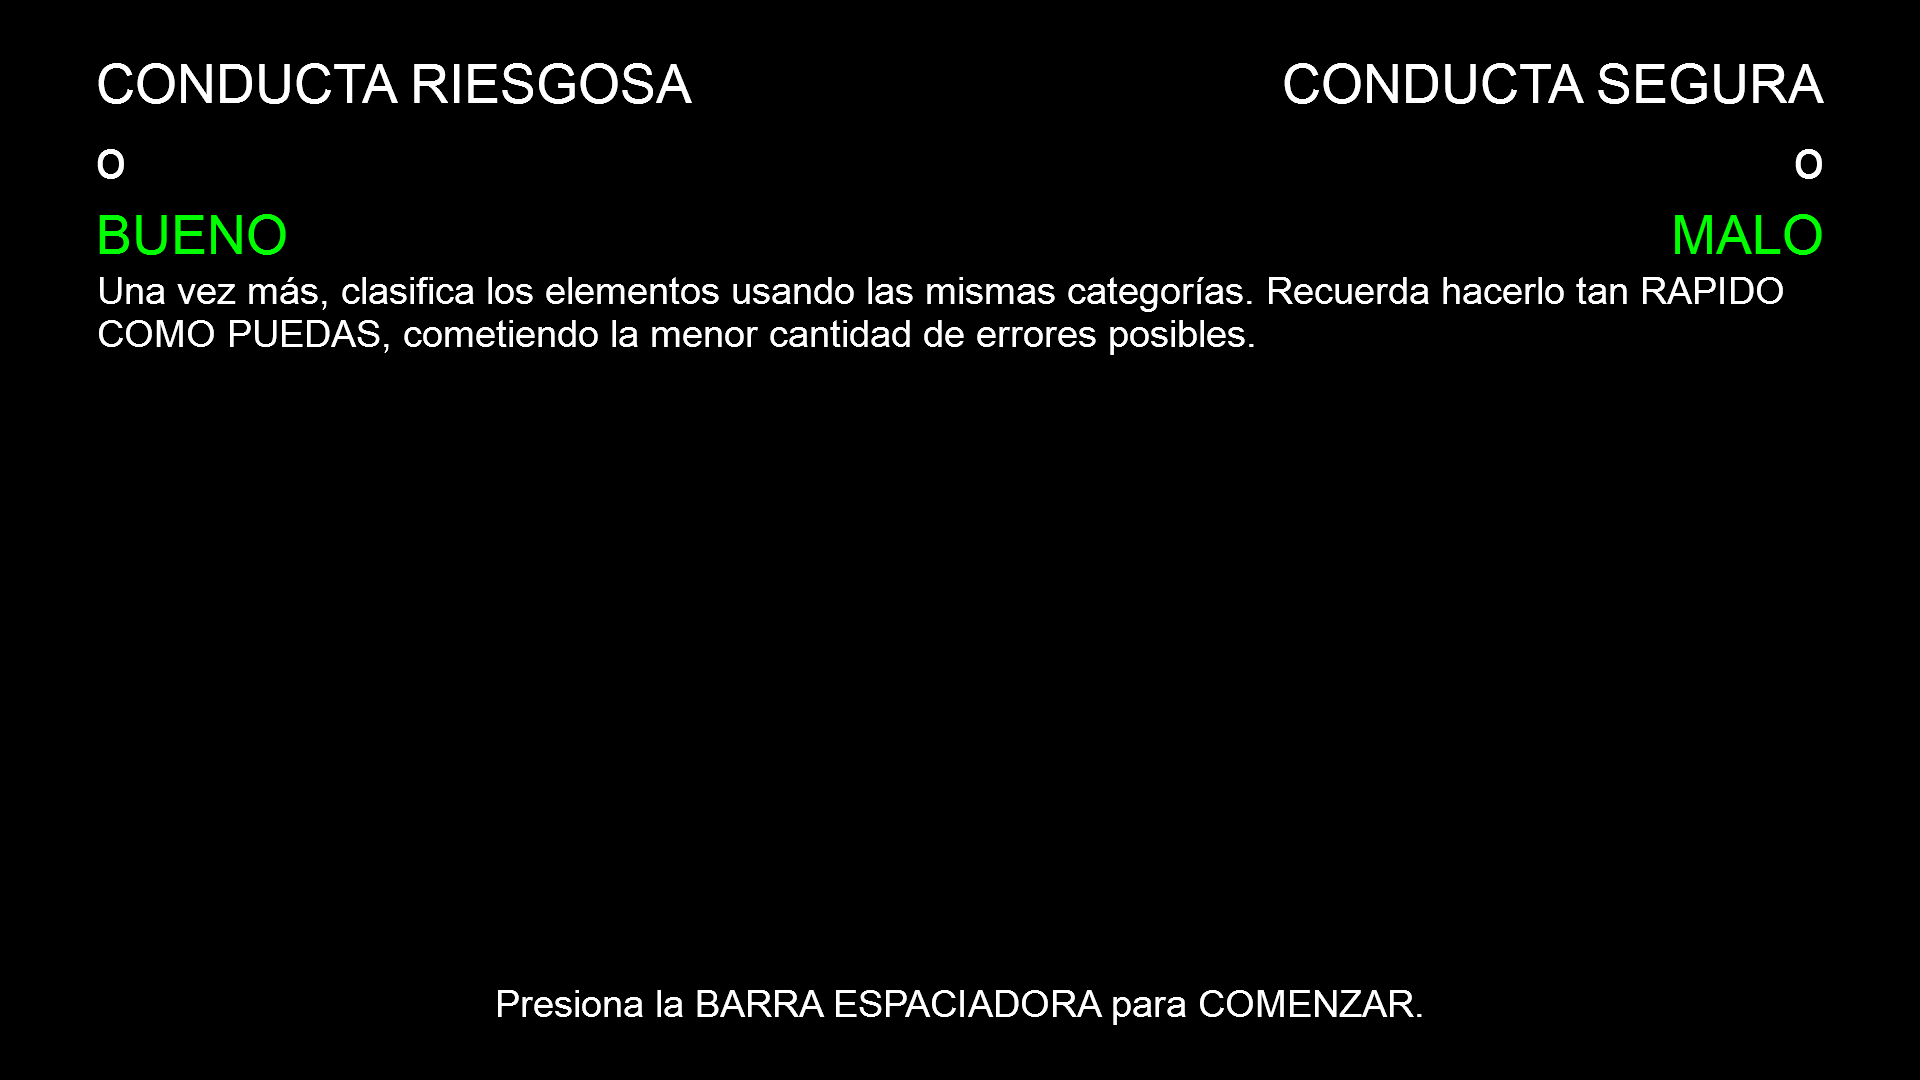 CONDUCTA RIESGOSA CONDUCTA SEGURA
o o
BUENO MALO
Una vez más, clasifica los elementos usando las mismas categorías. Recuerda hacerlo tan RAPIDO
COMO PUEDAS, cometiendo la menor cantidad de errores posibles.
Presiona la BARRA ESPACIADORA para COMENZAR.